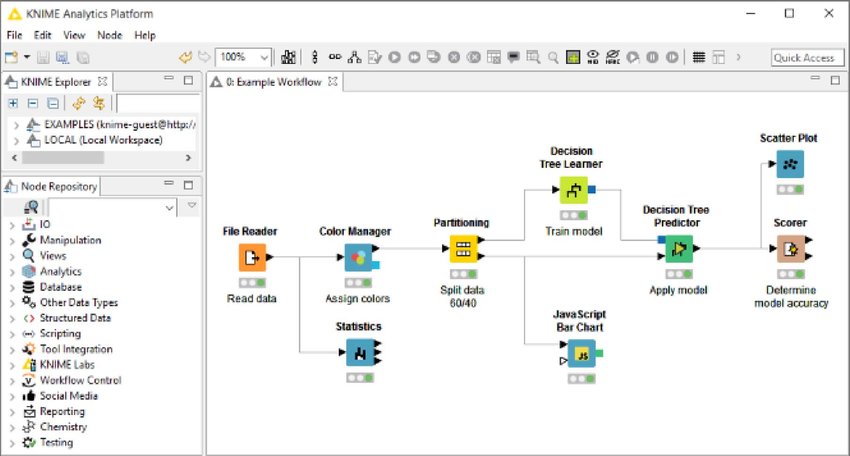 KNIME Analytics Platform
File Edit View Node Help
100%
Quick Access
KNIME Explorer
0: Example Workflow
EXAMPLES (knime-guest@http:/
LOCAL (Local Workspace)
Node Repository
IO
Manipulation
Views
Analytics
Database
Other Data Types
Structured Data
Scripting
Tool Integration
KNIME Labs
Workflow Control
Social Media
Reporting
Chemistry
Testing
File Reader
Read data
Color Manager
Assign colors
Statistics
Partitioning
Split data
60/40
Decision
Tree Learner
Train model
JavaScript
Bar Chart
JS
Decision Tree
Predictor
Apply model
Scatter Plot
Scorer
Determine
model accuracy